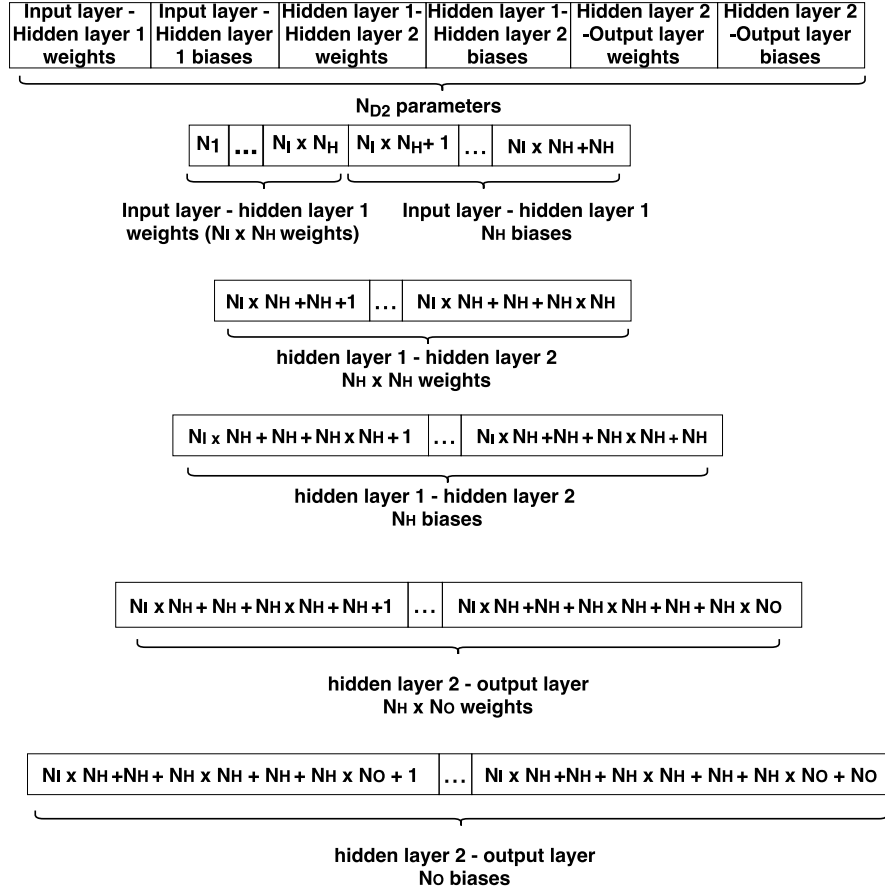 Input layer - Hidden layer 1 weights
Input layer - Hidden layer 1 biases
Hidden layer 1- Hidden layer 2 weights
Hidden layer 1- Hidden layer 2 biases
Hidden layer 2 -Output layer weights
Hidden layer 2 -Output layer biases
ND2 parameters
N1 ... NI x NH NI x NH+ 1 ... NI x NH +NH
Input layer - hidden layer 1
weights (NI x NH weights)
Input layer - hidden layer 1
NH biases
NI x NH +NH+1 ... NI x NH + NH + NH x NH
hidden layer 1 - hidden layer 2
NH x NH weights
NI x NH + NH + NH x NH + 1 ... NI x NH +NH + NH x NH + NH
hidden layer 1 - hidden layer 2
NH biases
NI x NH + NH + NH x NH + NH +1 ... NI x NH +NH + NH x NH + NH + NH x NO
hidden layer 2 - output layer
NH x NO weights
NI x NH +NH + NH x NH + NH + NH x NO + 1 ... NI x NH +NH + NH x NH + NH + NH x NO + NO
hidden layer 2 - output layer
NO biases